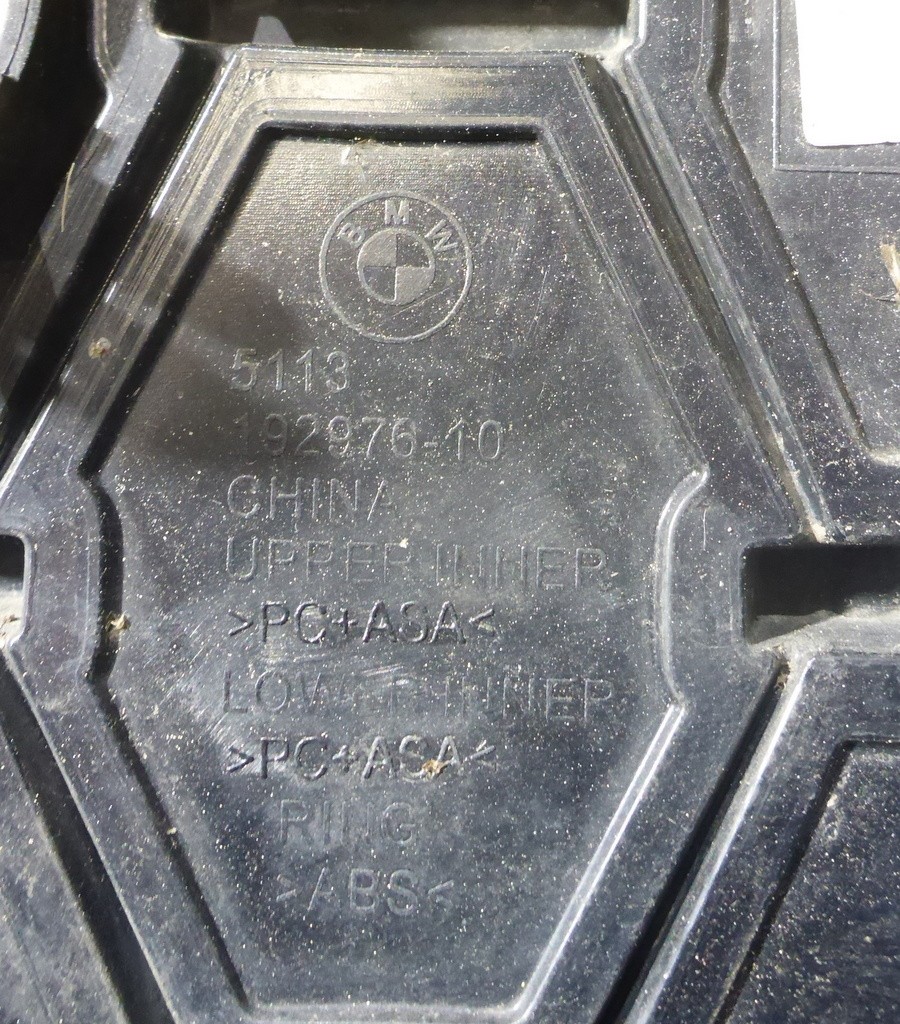 BMW
5113
192976-10
CHINA
UPPER INNER
>PC+ASA<
LOWER INNER
>PC+ASA<
RING
>ABS<